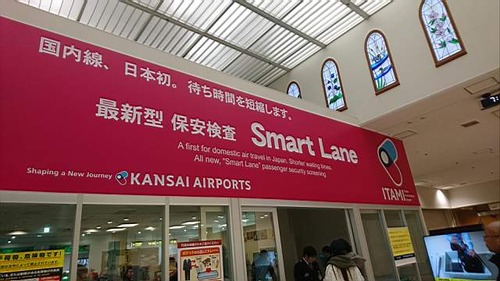 国内線、日本初。待ち時間を短縮します。
最新型 保安検査 Smart Lane
A first for domestic air travel in Japan. Shorter waiting times.
All new, "Smart Lane" passenger security screening
Shaping a New Journey KANSAI AIRPORTS
ITAMI